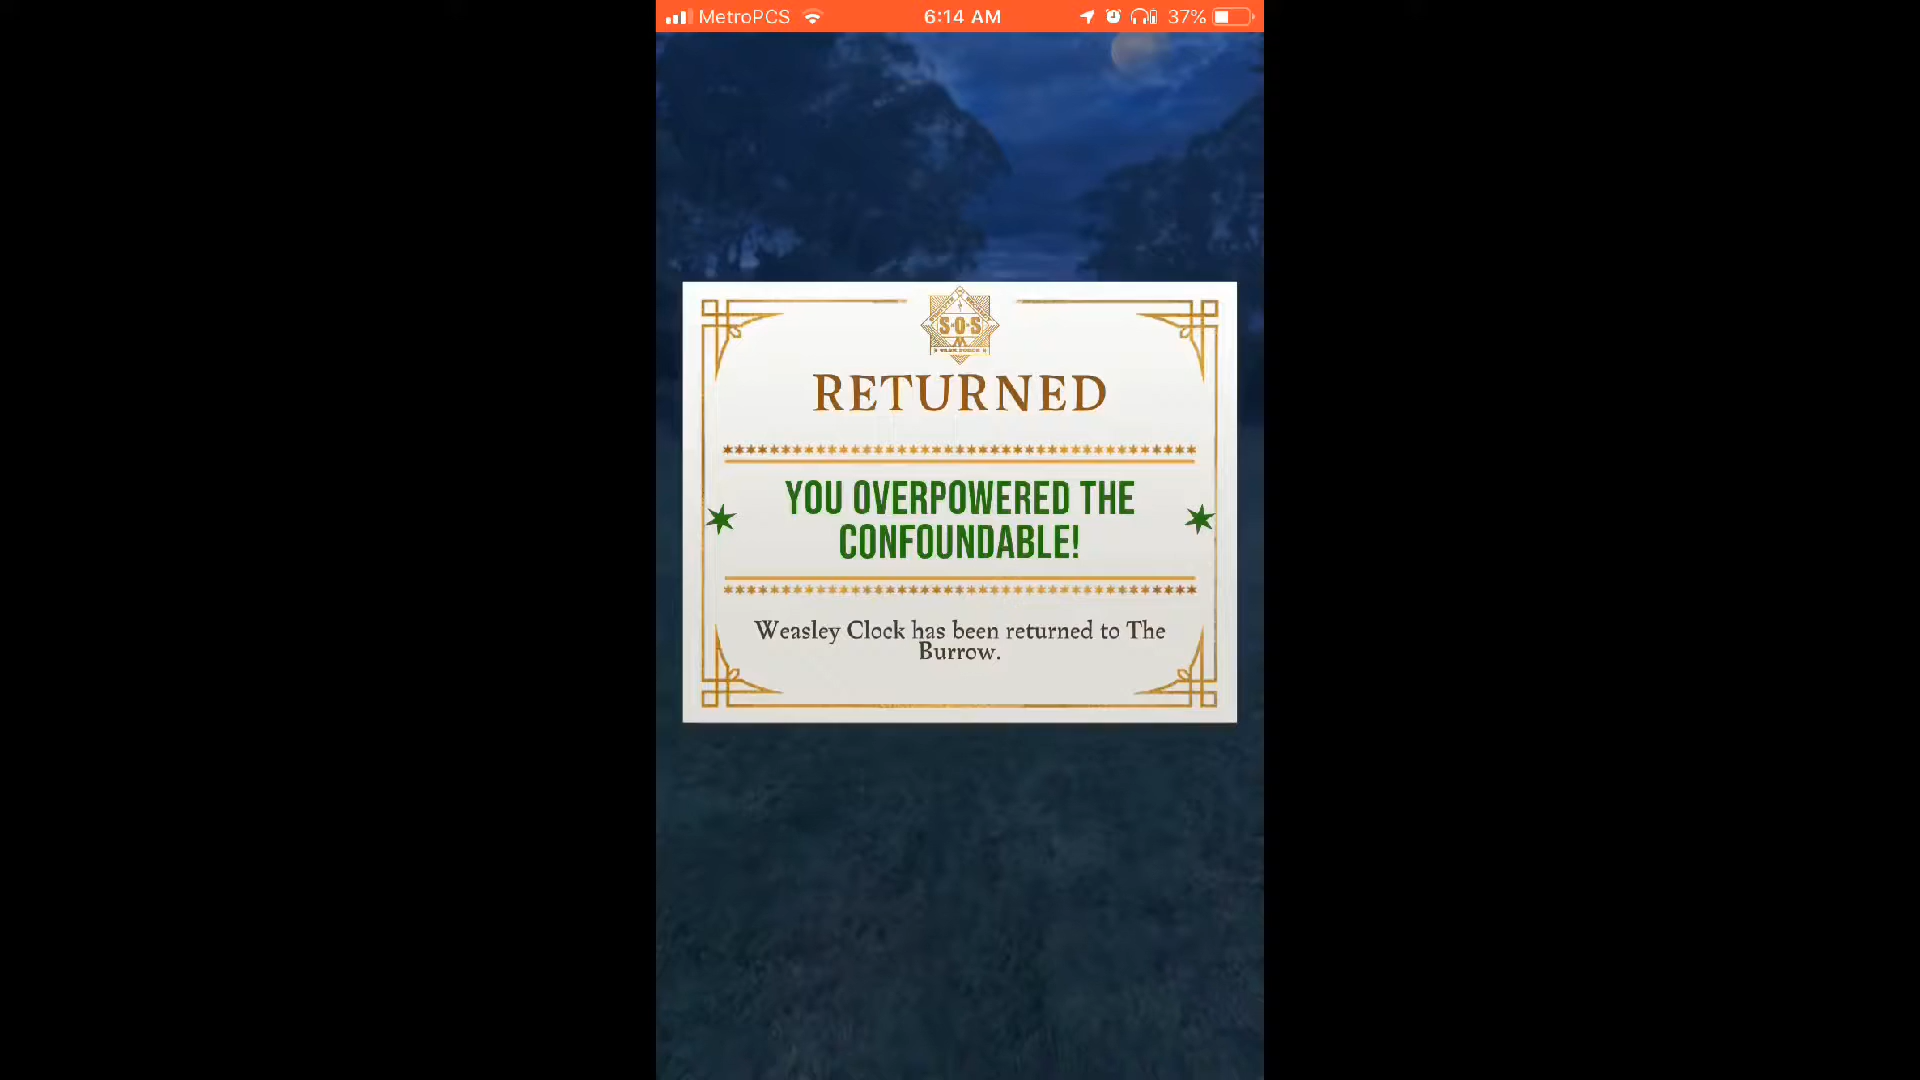 MetroPCS 6:14 AM 37%
S·O·S
RETURNED
YOU OVERPOWERED THE
CONFOUNDABLE!
Weasley Clock has been returned to The
Burrow.